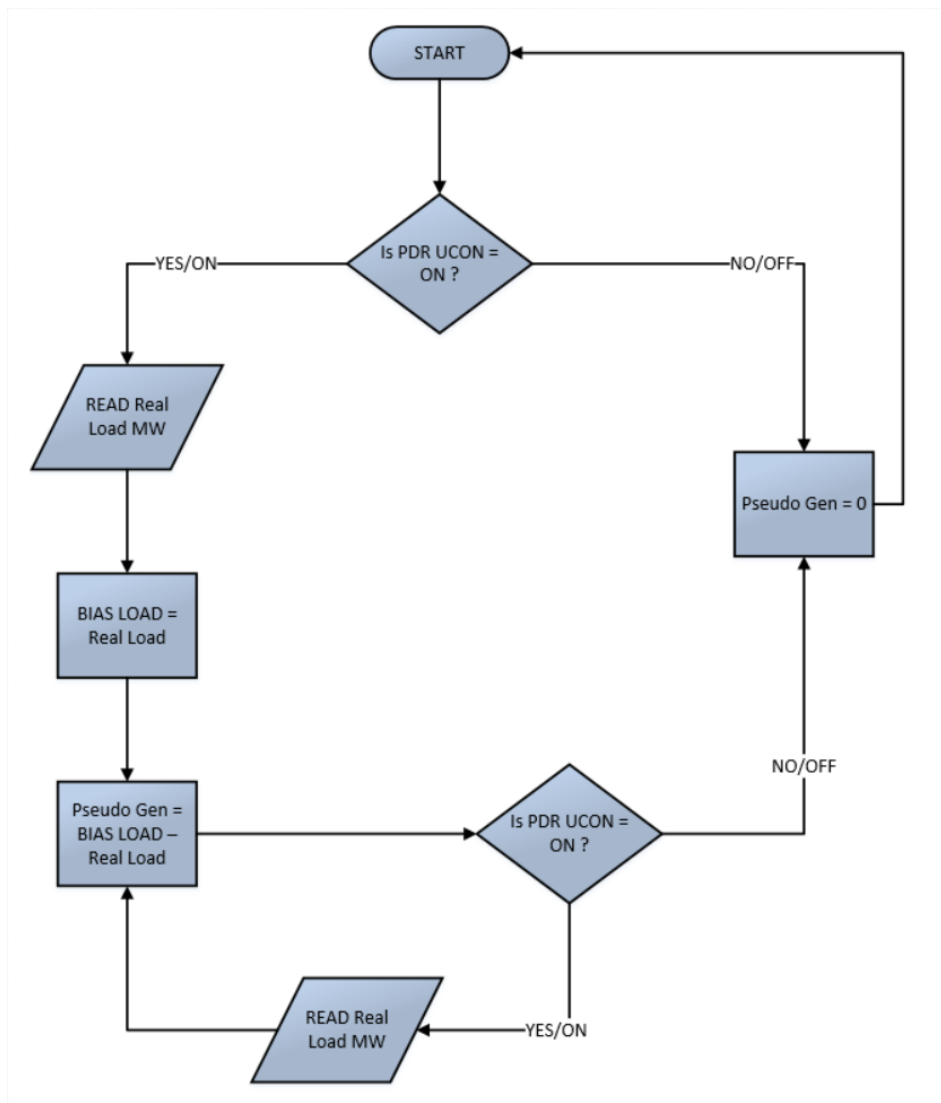 START
Is PDR UCON =
ON ?
YES/ON
NO/OFF
READ Real
Load MW
Pseudo Gen = 0
BIAS LOAD =
Real Load
NO/OFF
Pseudo Gen =
BIAS LOAD –
Real Load
Is PDR UCON =
ON ?
READ Real
Load MW
YES/ON